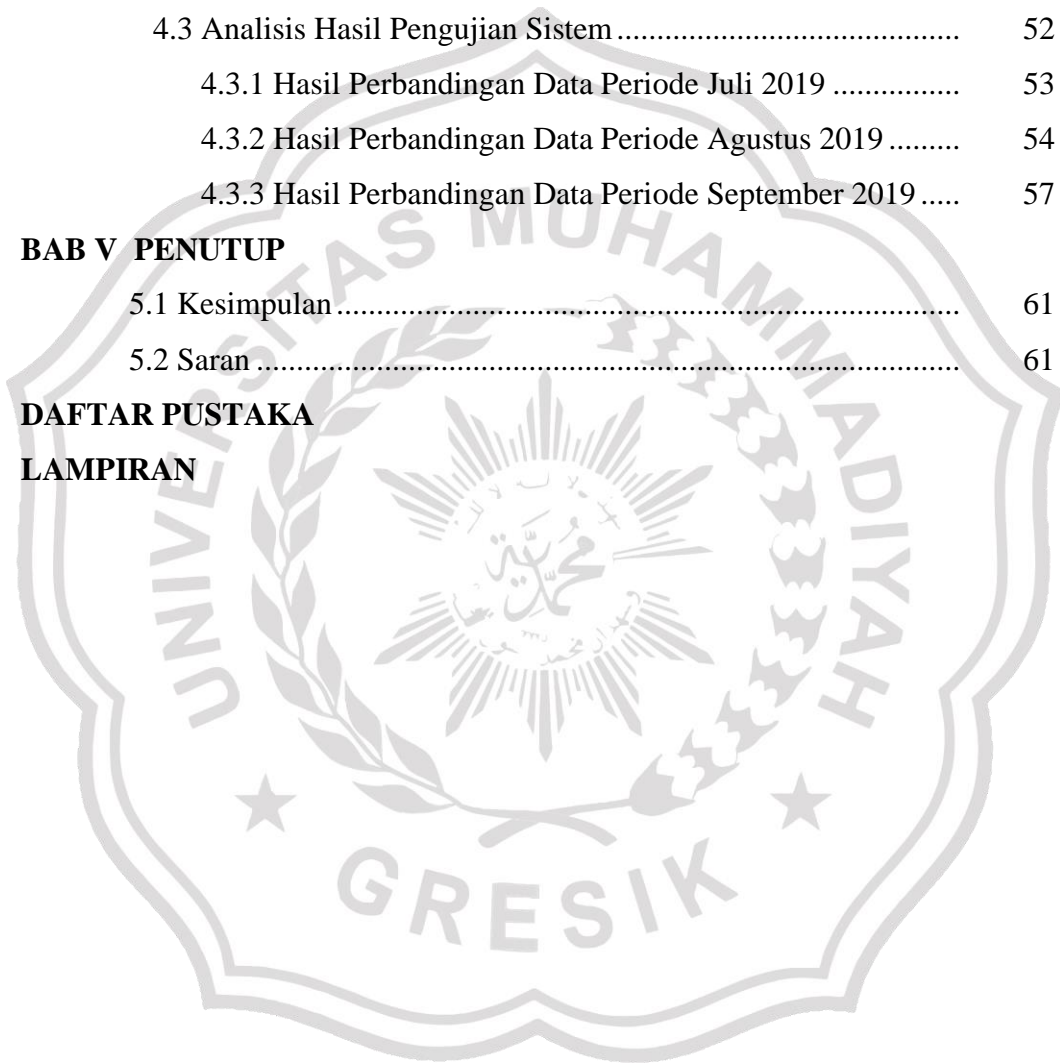 4.3 Analisis Hasil Pengujian Sistem ......................................... 52
4.3.1 Hasil Perbandingan Data Periode Juli 2019 ................ 53
4.3.2 Hasil Perbandingan Data Periode Agustus 2019 ......... 54
4.3.3 Hasil Perbandingan Data Periode September 2019 ..... 57
BAB V PENUTUP
5.1 Kesimpulan ........................................................................... 61
5.2 Saran ..................................................................................... 61
DAFTAR PUSTAKA
LAMPIRAN
UNIVERSITAS MUHAMMADIYAH
GRESIK
محمدية